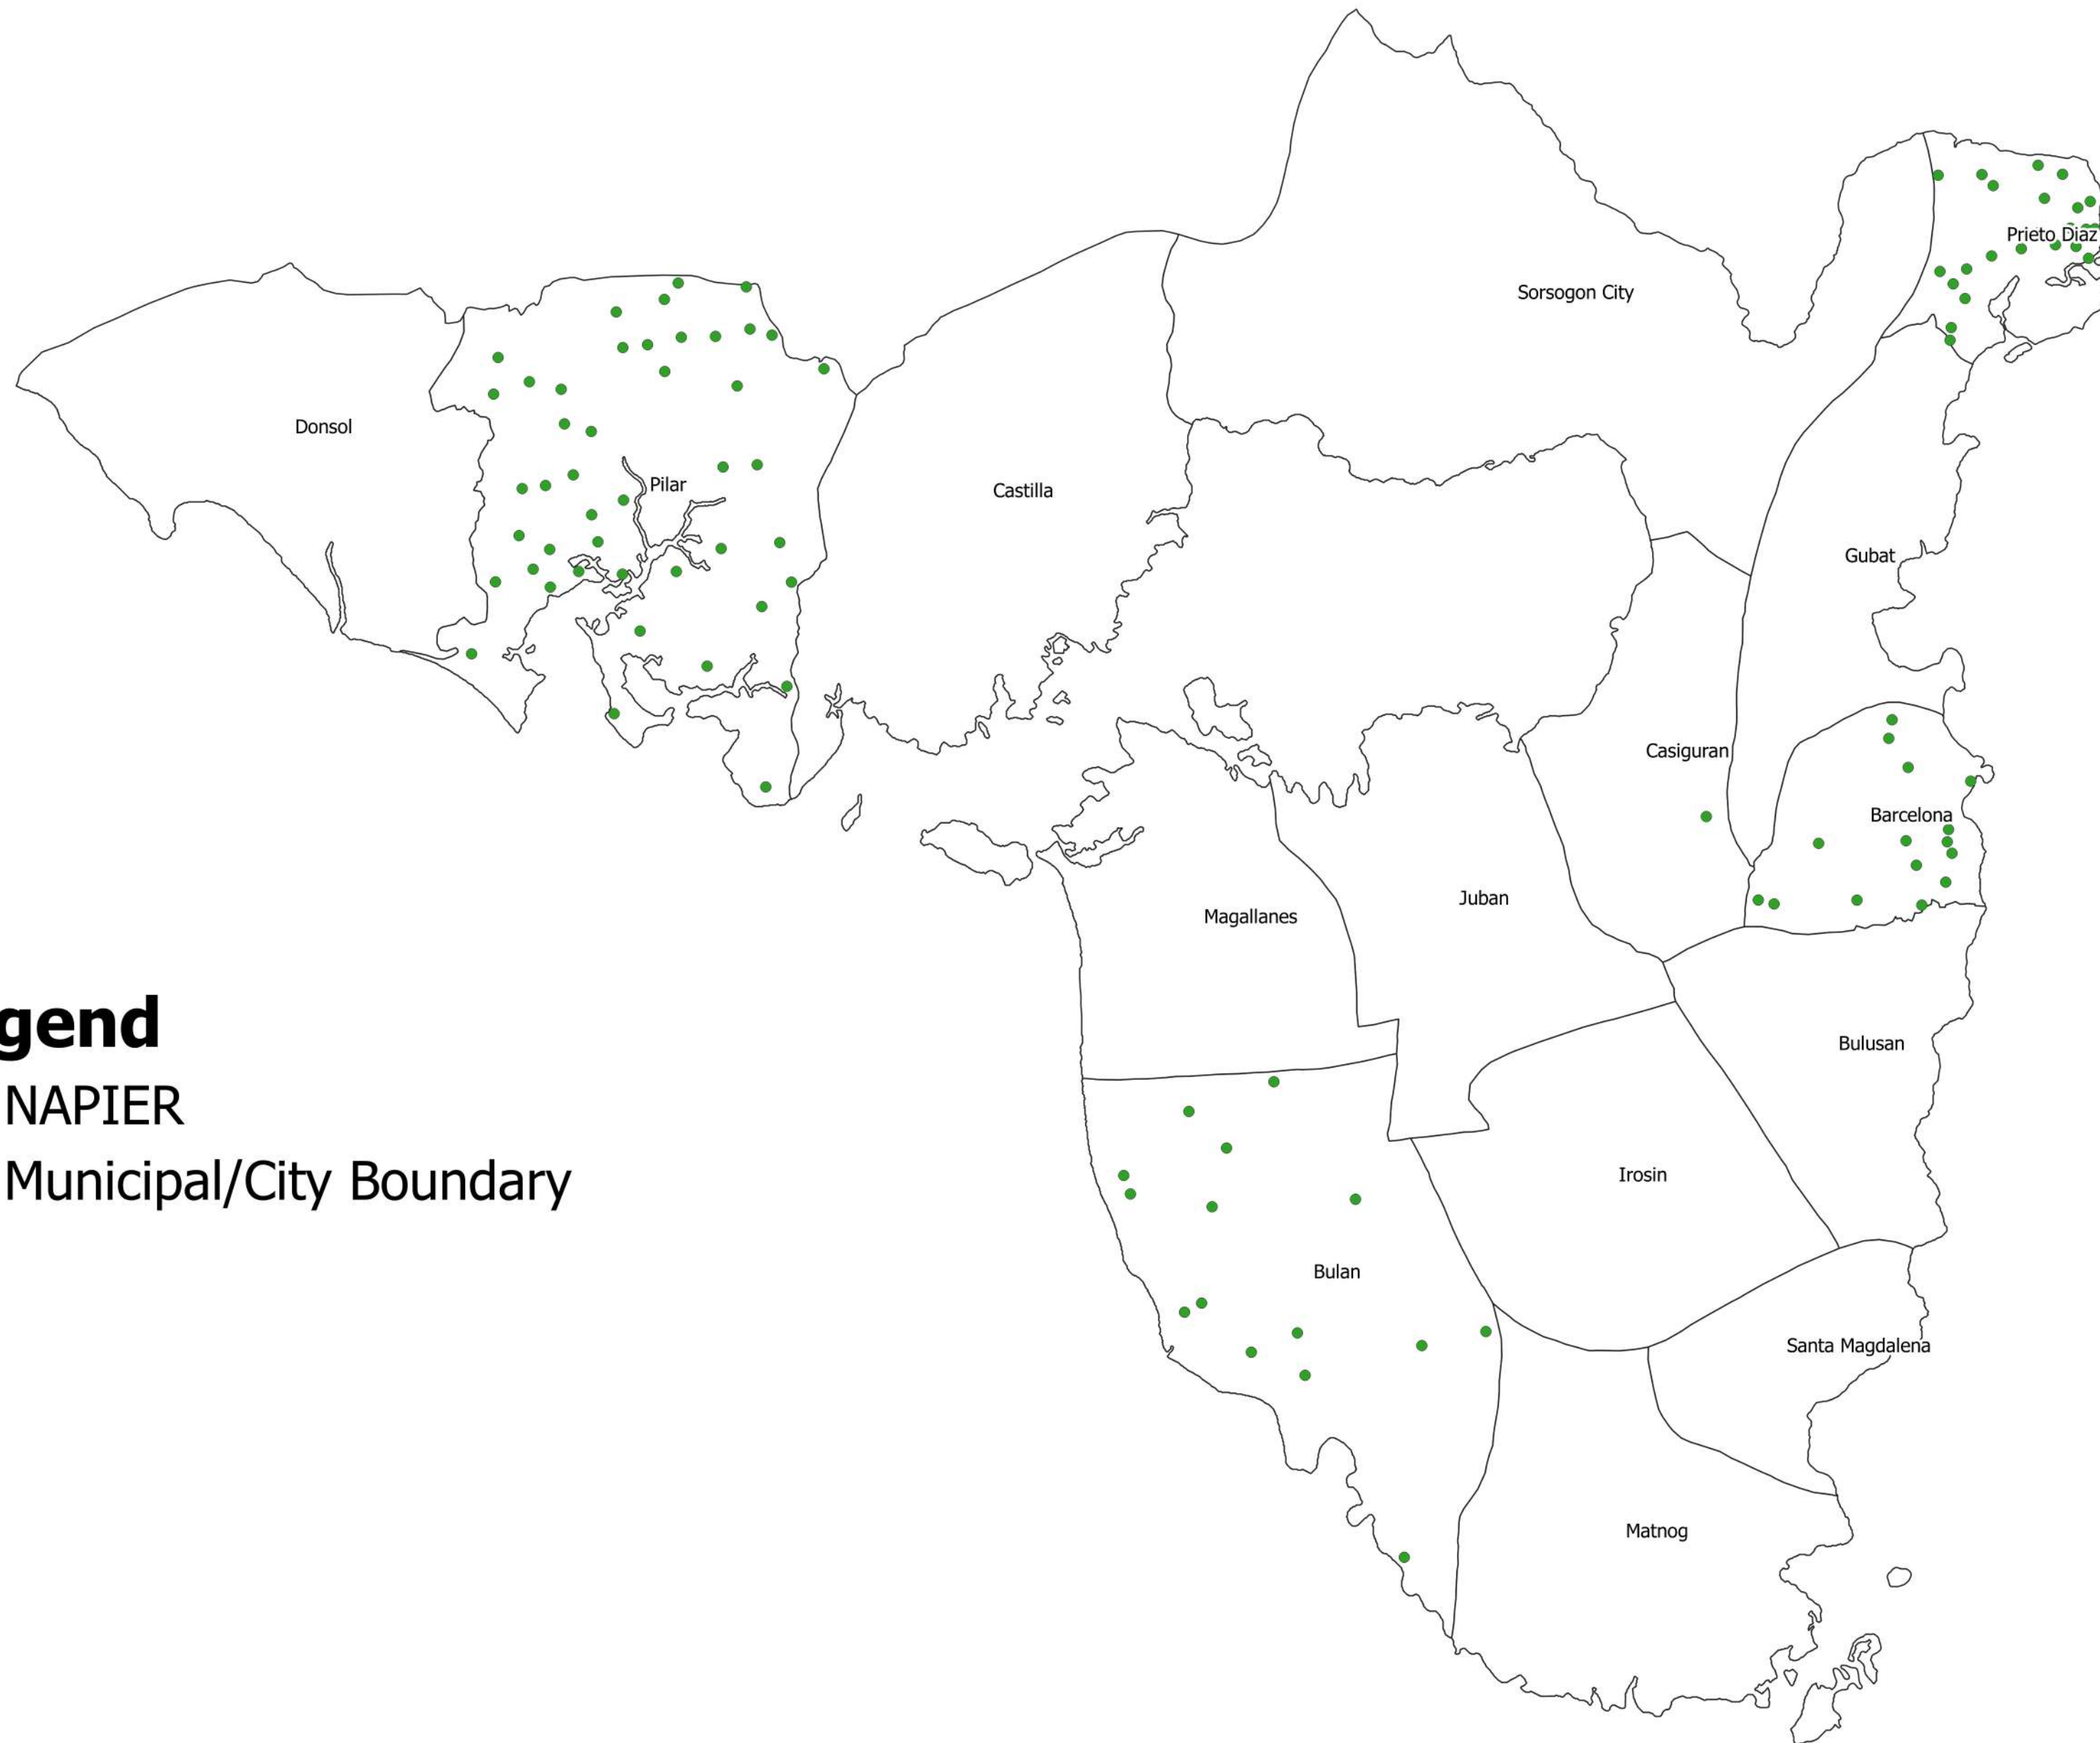 Prieto Diaz
Sorsogon City
Donsol
Pilar
Castilla
Gubat
Casiguran
Barcelona
Juban
Magallanes
gend
NAPIER
Municipal/City Boundary
Bulusan
Irosin
Bulan
Santa Magdalena
Matnog